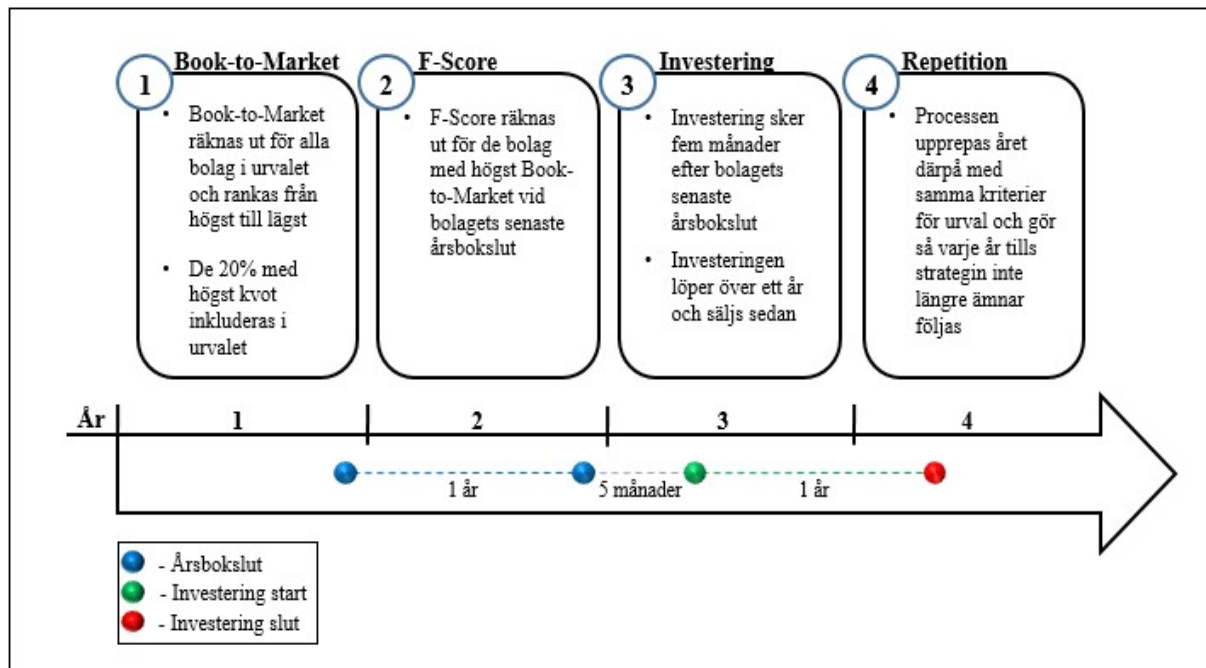 Book-to-Market
1
• Book-to-Market
räknas ut för alla
bolag i urvalet
och rankas från
högst till lägst
• De 20% med
högst kvot
inkluderas i
urvalet
F-Score
2
• F-Score räknas
ut för de bolag
med högst Book-
to-Market vid
bolagets senaste
årsbokslut
Investering
3
• Investering sker
fem månader
efter bolagets
senaste
årsbokslut
• Investeringen
löper över ett år
och säljs sedan
Repetition
4
• Processen
upprepas året
därpå med
samma kriterier
för urval och gör
så varje år tills
strategin inte
längre ämnar
följas
År 1 2 3 4
1 år 5 månader 1 år
- Årsbokslut
- Investering start
- Investering slut